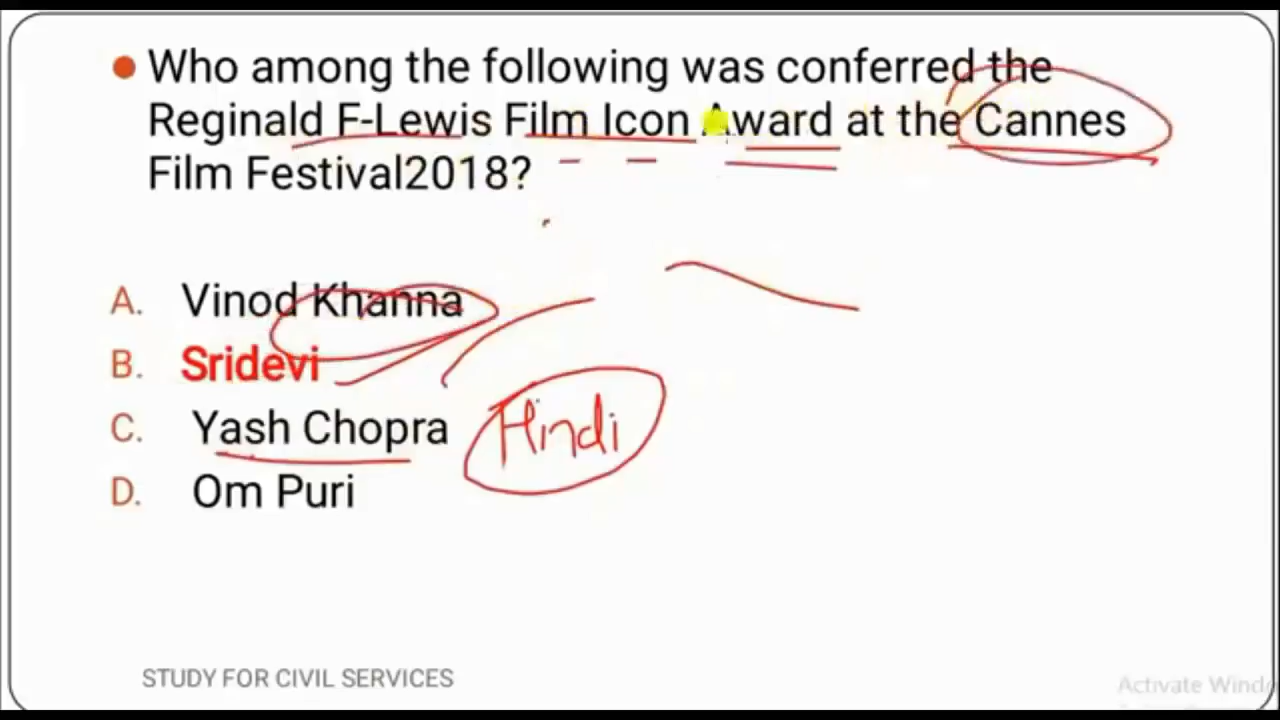 Who among the following was conferred the
Reginald F-Lewis Film Icon Award at the Cannes
Film Festival2018?
A. Vinod Khanna
B. Sridevi
C. Yash Chopra
Hindi
D. Om Puri
STUDY FOR CIVIL SERVICES
Activate Windo